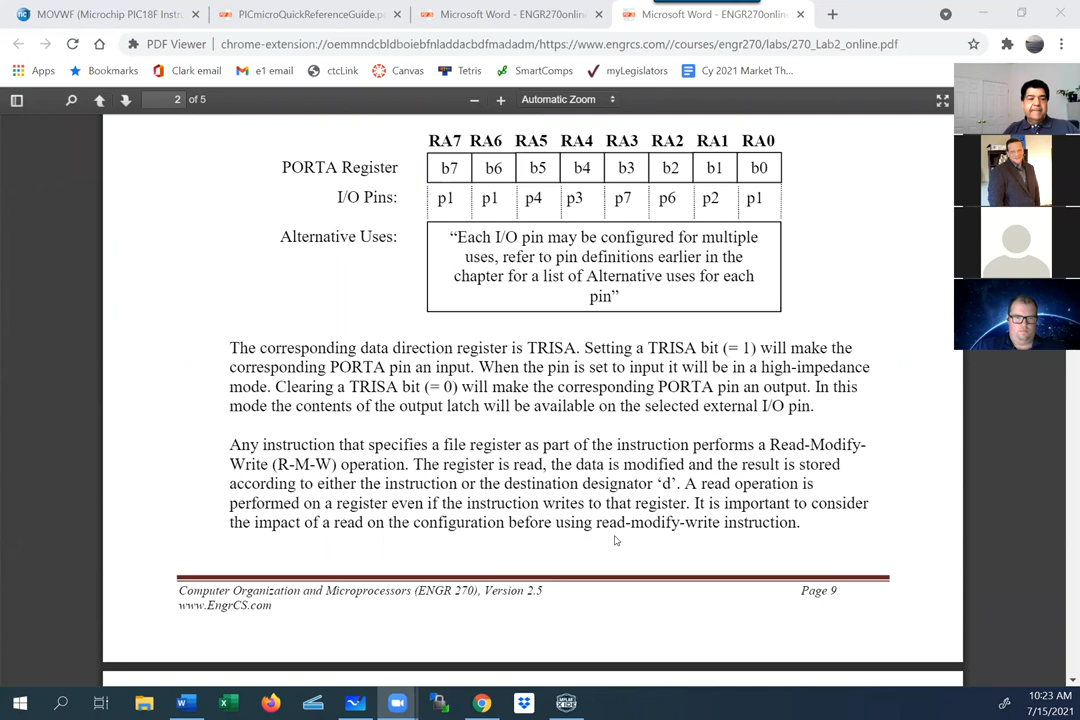 MOVWF (Microchip PIC18F Instru
PICmicroQuickReferenceGuide.pd
Microsoft Word - ENGR270online
Microsoft Word - ENGR270online
PDF Viewer | chrome-extension://oemmndcbldboiebfnladdacbdfmadadm/https://www.engrcs.com//courses/engr270/labs/270_Lab2_online.pdf
Apps Bookmarks Clark email e1 email ctcLink Canvas Tetris SmartComps myLegislators Cy 2021 Market Th...
2 of 5 Automatic Zoom
RA7 RA6 RA5 RA4 RA3 RA2 RA1 RA0
PORTA Register b7 b6 b5 b4 b3 b2 b1 b0
I/O Pins: p1 p1 p4 p3 p7 p6 p2 p1
Alternative Uses: “Each I/O pin may be configured for multiple
uses, refer to pin definitions earlier in the
chapter for a list of Alternative uses for each
pin”
The corresponding data direction register is TRISA. Setting a TRISA bit (= 1) will make the
corresponding PORTA pin an input. When the pin is set to input it will be in a high-impedance
mode. Clearing a TRISA bit (= 0) will make the corresponding PORTA pin an output. In this
mode the contents of the output latch will be available on the selected external I/O pin.
Any instruction that specifies a file register as part of the instruction performs a Read-Modify-
Write (R-M-W) operation. The register is read, the data is modified and the result is stored
according to either the instruction or the destination designator ‘d’. A read operation is
performed on a register even if the instruction writes to that register. It is important to consider
the impact of a read on the configuration before using read-modify-write instruction.
Computer Organization and Microprocessors (ENGR 270), Version 2.5 Page 9
www.EngrCS.com
10:23 AM
7/15/2021